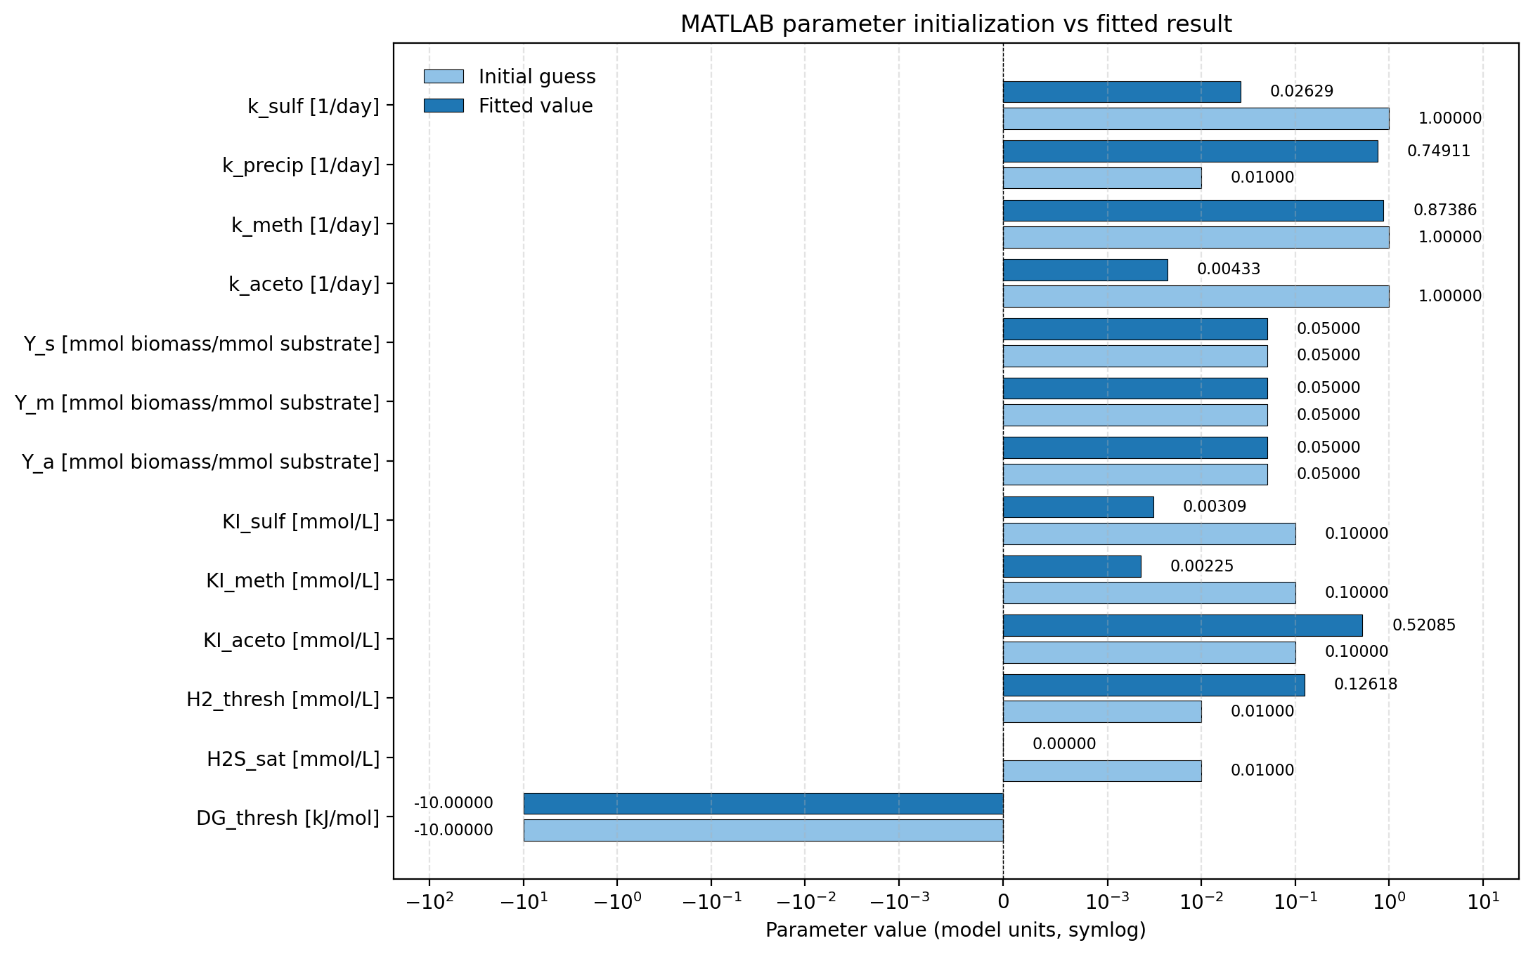 MATLAB parameter initialization vs fitted result
Initial guess
Fitted value
k_sulf [1/day]
0.02629
1.00000
k_precip [1/day]
0.74911
0.01000
k_meth [1/day]
0.87386
1.00000
k_aceto [1/day]
0.00433
1.00000
Y_s [mmol biomass/mmol substrate]
0.05000
0.05000
Y_m [mmol biomass/mmol substrate]
0.05000
0.05000
Y_a [mmol biomass/mmol substrate]
0.05000
0.05000
KI_sulf [mmol/L]
0.00309
0.10000
KI_meth [mmol/L]
0.00225
0.10000
KI_aceto [mmol/L]
0.52085
0.10000
H2_thresh [mmol/L]
0.12618
0.01000
H2S_sat [mmol/L]
0.00000
0.01000
DG_thresh [kJ/mol]
-10.00000
-10.00000
−10² −10¹ −10⁰ −10⁻¹ −10⁻² −10⁻³ 0 10⁻³ 10⁻² 10⁻¹ 10⁰ 10¹
Parameter value (model units, symlog)